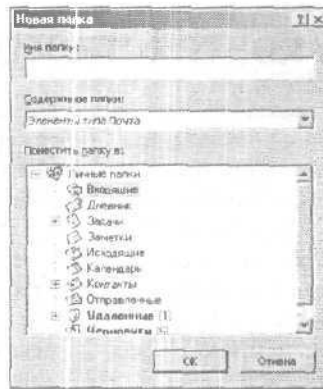 Новая папка
Имя папки:
Содержимое папки:
Элементы типа Почта
Поместить папку в:
Личные папки
Входящие
Дневник
Задачи
Заметки
Исходящие
Календарь
Контакты
Отправленные
Удаленные (1)
Черновики
ОК
Отмена